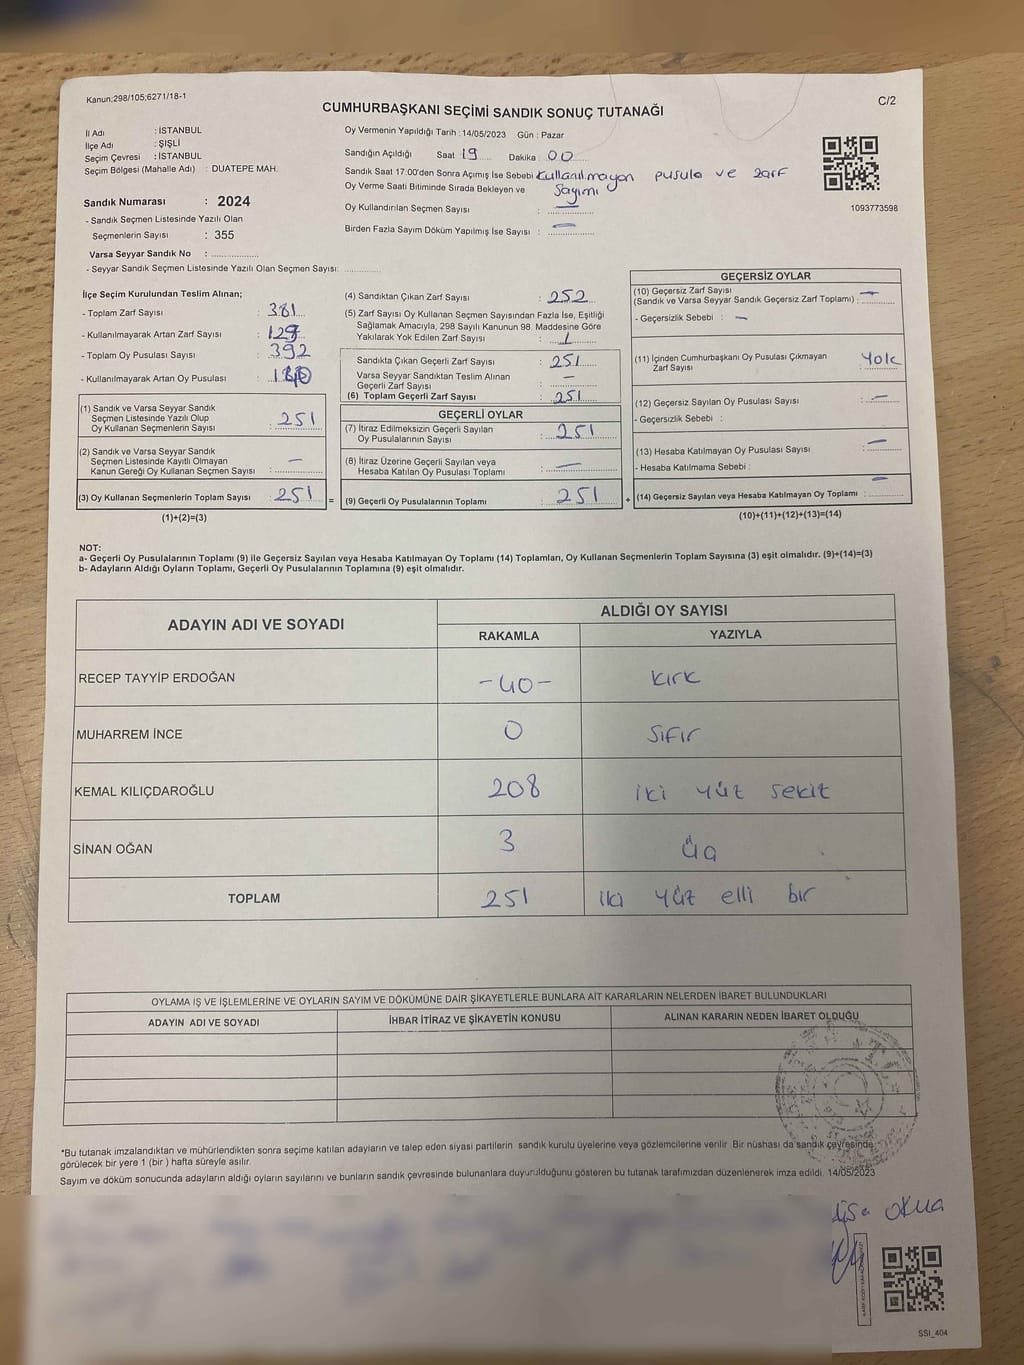 Kanun:298/105;6271/18-1
CUMHURBAŞKANI SEÇİMİ SANDIK SONUÇ TUTANAĞI
C/2
İl Adı : İSTANBUL
İlçe Adı : ŞİŞLİ
Seçim Çevresi : İSTANBUL
Seçim Bölgesi (Mahalle Adı) : DUATEPE MAH.
Sandık Numarası : 2024
- Sandık Seçmen Listesinde Yazılı Olan
Seçmenlerin Sayısı : 355
Varsa Seyyar Sandık No :
- Seyyar Sandık Seçmen Listesinde Yazılı Olan Seçmen Sayısı:
Oy Vermenin Yapıldığı Tarih : 14/05/2023 Gün : Pazar
Sandığın Açıldığı Saat 19 Dakika : 00
Sandık Saat 17:00'den Sonra Açımış İse Sebebi Kullanılmayan pusula ve zarf
Oy Verme Saati Bitiminde Sırada Bekleyen ve sayımı
Oy Kullandırılan Seçmen Sayısı : —
Birden Fazla Sayım Döküm Yapılmış İse Sayısı : —
1093773598
İlçe Seçim Kurulundan Teslim Alınan;
- Toplam Zarf Sayısı : 381
- Kullanılmayarak Artan Zarf Sayısı : 129
- Toplam Oy Pusulası Sayısı : 392
- Kullanılmayarak Artan Oy Pusulası :
(1) Sandık ve Varsa Seyyar Sandık
Seçmen Listesinde Yazılı Olup
Oy Kullanan Seçmenlerin Sayısı : 251
(2) Sandık ve Varsa Seyyar Sandık
Seçmen Listesinde Kayıtlı Olmayan
Kanun Gereği Oy Kullanan Seçmen Sayısı : —
(3) Oy Kullanan Seçmenlerin Toplam Sayısı : 251 =
(1)+(2)=(3)
(4) Sandıktan Çıkan Zarf Sayısı : 252
(5) Zarf Sayısı Oy Kullanan Seçmen Sayısından Fazla İse, Eşitliği
Sağlamak Amacıyla, 298 Sayılı Kanunun 98. Maddesine Göre
Yakılarak Yok Edilen Zarf Sayısı : 1
Sandıkta Çıkan Geçerli Zarf Sayısı : 251
Varsa Seyyar Sandıktan Teslim Alınan
Geçerli Zarf Sayısı : —
(6) Toplam Geçerli Zarf Sayısı : 251
GEÇERLİ OYLAR
(7) İtiraz Edilmeksizin Geçerli Sayılan
Oy Pusulalarının Sayısı : 251
(8) İtiraz Üzerine Geçerli Sayılan veya
Hesaba Katılan Oy Pusulası Toplamı : —
(9) Geçerli Oy Pusulalarının Toplamı : 251 +
GEÇERSİZ OYLAR
(10) Geçersiz Zarf Sayısı
(Sandık ve Varsa Seyyar Sandık Geçersiz Zarf Toplamı) : —
- Geçersizlik Sebebi : —
(11) İçinden Cumhurbaşkanı Oy Pusulası Çıkmayan
Zarf Sayısı : Yok
(12) Geçersiz Sayılan Oy Pusulası Sayısı : —
- Geçersizlik Sebebi :
(13) Hesaba Katılmayan Oy Pusulası Sayısı : —
- Hesaba Katılmama Sebebi :
(14) Geçersiz Sayılan veya Hesaba Katılmayan Oy Toplamı : —
(10)+(11)+(12)+(13)=(14)
NOT:
a- Geçerli Oy Pusulalarının Toplamı (9) ile Geçersiz Sayılan veya Hesaba Katılmayan Oy Toplamı (14) Toplamları, Oy Kullanan Seçmenlerin Toplam Sayısına (3) eşit olmalıdır. (9)+(14)=(3)
b- Adayların Aldığı Oyların Toplamı, Geçerli Oy Pusulalarının Toplamına (9) eşit olmalıdır.
ADAYIN ADI VE SOYADI
ALDIĞI OY SAYISI
RAKAMLA YAZIYLA
RECEP TAYYİP ERDOĞAN -40- kırk
MUHARREM İNCE 0 sıfır
KEMAL KILIÇDAROĞLU 208 iki yüz sekiz
SİNAN OĞAN 3 üç
TOPLAM 251 iki yüz elli bir
OYLAMA İŞ VE İŞLEMLERİNE VE OYLARIN SAYIM VE DÖKÜMÜNE DAİR ŞİKAYETLERLE BUNLARA AİT KARARLARIN NELERDEN İBARET BULUNDUKLARI
ADAYIN ADI VE SOYADI İHBAR İTİRAZ VE ŞİKAYETİN KONUSU ALINAN KARARIN NEDEN İBARET OLDUĞU
*Bu tutanak imzalandıktan ve mühürlendikten sonra seçime katılan adayların ve talep eden siyasi partilerin sandık kurulu üyelerine veya gözlemcilerine verilir. Bir nüshası da sandık çevresinde
görülecek bir yere 1 (bir ) hafta süreyle asılır.
Sayım ve döküm sonucunda adayların aldığı oyların sayılarını ve bunların sandık çevresinde bulunanlara duyurulduğunu gösteren bu tutanak tarafımızdan düzenlenerek imza edildi. 14/05/2023
SSI_404